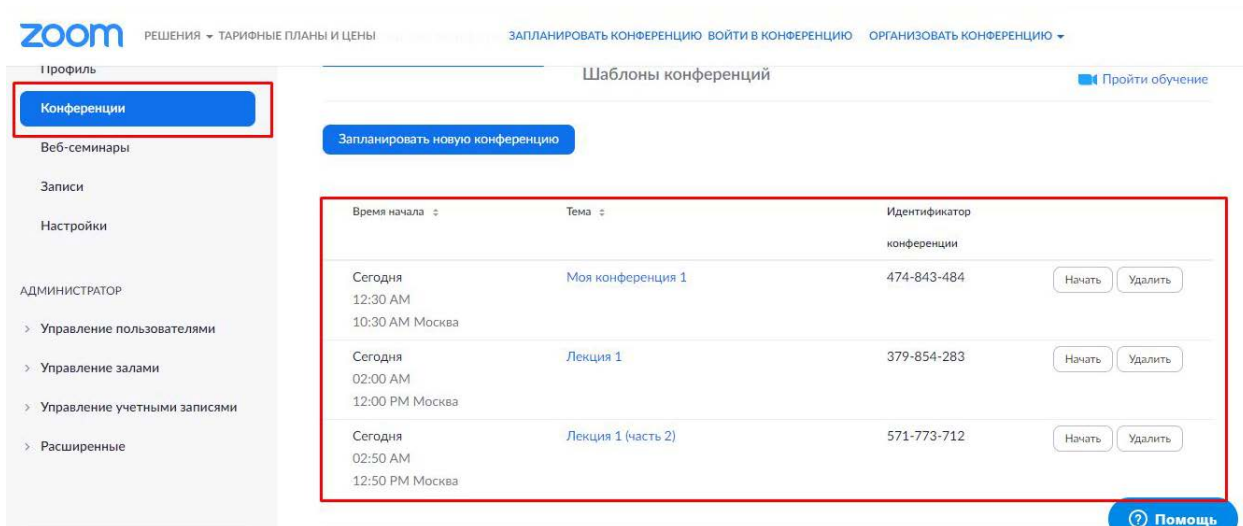 zoom РЕШЕНИЯ ТАРИФНЫЕ ПЛАНЫ И ЦЕНЫ ЗАПЛАНИРОВАТЬ КОНФЕРЕНЦИЮ ВОЙТИ В КОНФЕРЕНЦИЮ ОРГАНИЗОВАТЬ КОНФЕРЕНЦИЮ
Профиль
Конференции
Веб-семинары
Записи
Настройки
АДМИНИСТРАТОР
Управление пользователями
Управление залами
Управление учетными записями
Расширенные
Шаблоны конференций
Пройти обучение
Запланировать новую конференцию
Время начала Тема Идентификатор
конференции
Сегодня Моя конференция 1 474-843-484 Начать Удалить
12:30 AM
10:30 AM Москва
Сегодня Лекция 1 379-854-283 Начать Удалить
02:00 AM
12:00 PM Москва
Сегодня Лекция 1 (часть 2) 571-773-712 Начать Удалить
02:50 AM
12:50 PM Москва
Помощь